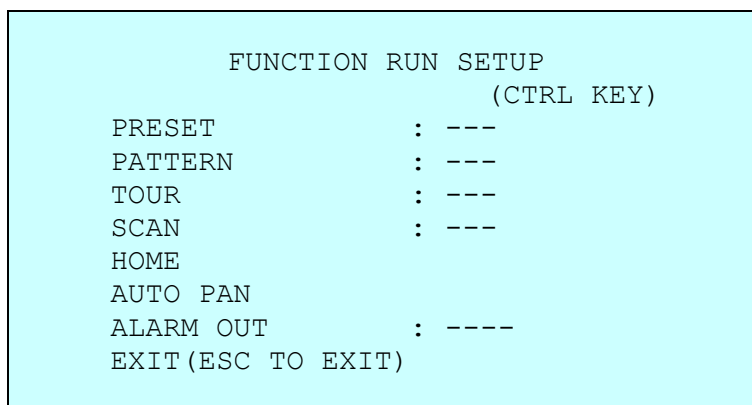 FUNCTION RUN SETUP
(CTRL KEY)
PRESET : ---
PATTERN : ---
TOUR : ---
SCAN : ---
HOME
AUTO PAN
ALARM OUT : ----
EXIT(ESC TO EXIT)